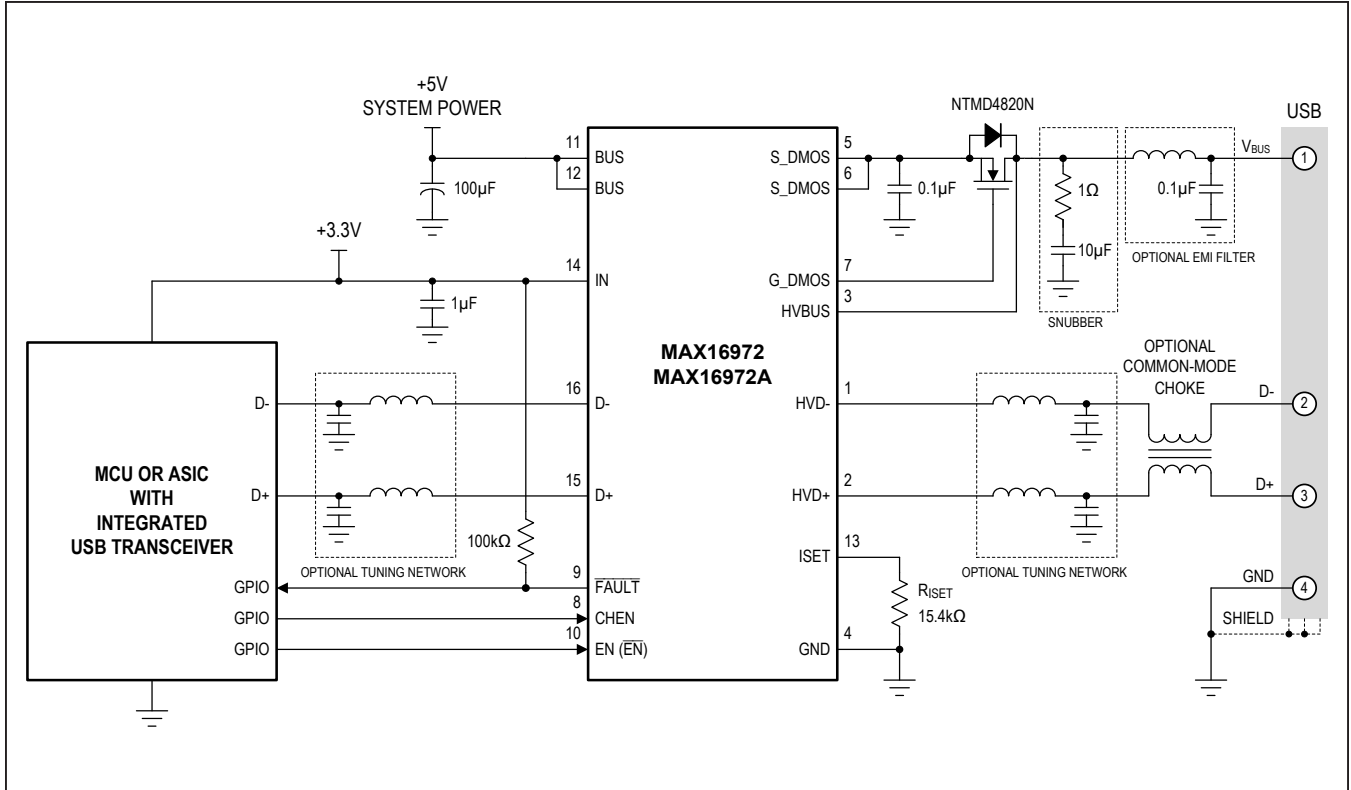 +5V
SYSTEM POWER
NTMD4820N
USB
11
BUS
12
BUS
100µF
5
S_DMOS
6
S_DMOS
0.1µF
1Ω
10µF
SNUBBER
0.1µF
OPTIONAL EMI FILTER
VBUS
1
+3.3V
14
IN
1µF
7
G_DMOS
3
HVBUS
MAX16972
MAX16972A
OPTIONAL
COMMON-MODE
CHOKE
D-
16
D-
1
HVD-
D-
2
MCU OR ASIC
WITH
INTEGRATED
USB TRANSCEIVER
D+
15
D+
2
HVD+
D+
3
100kΩ
OPTIONAL TUNING NETWORK
13
ISET
OPTIONAL TUNING NETWORK
RISET
15.4kΩ
GPIO
9
FAULT
GPIO
8
CHEN
GPIO
10
EN (EN)
4
GND
GND
4
SHIELD